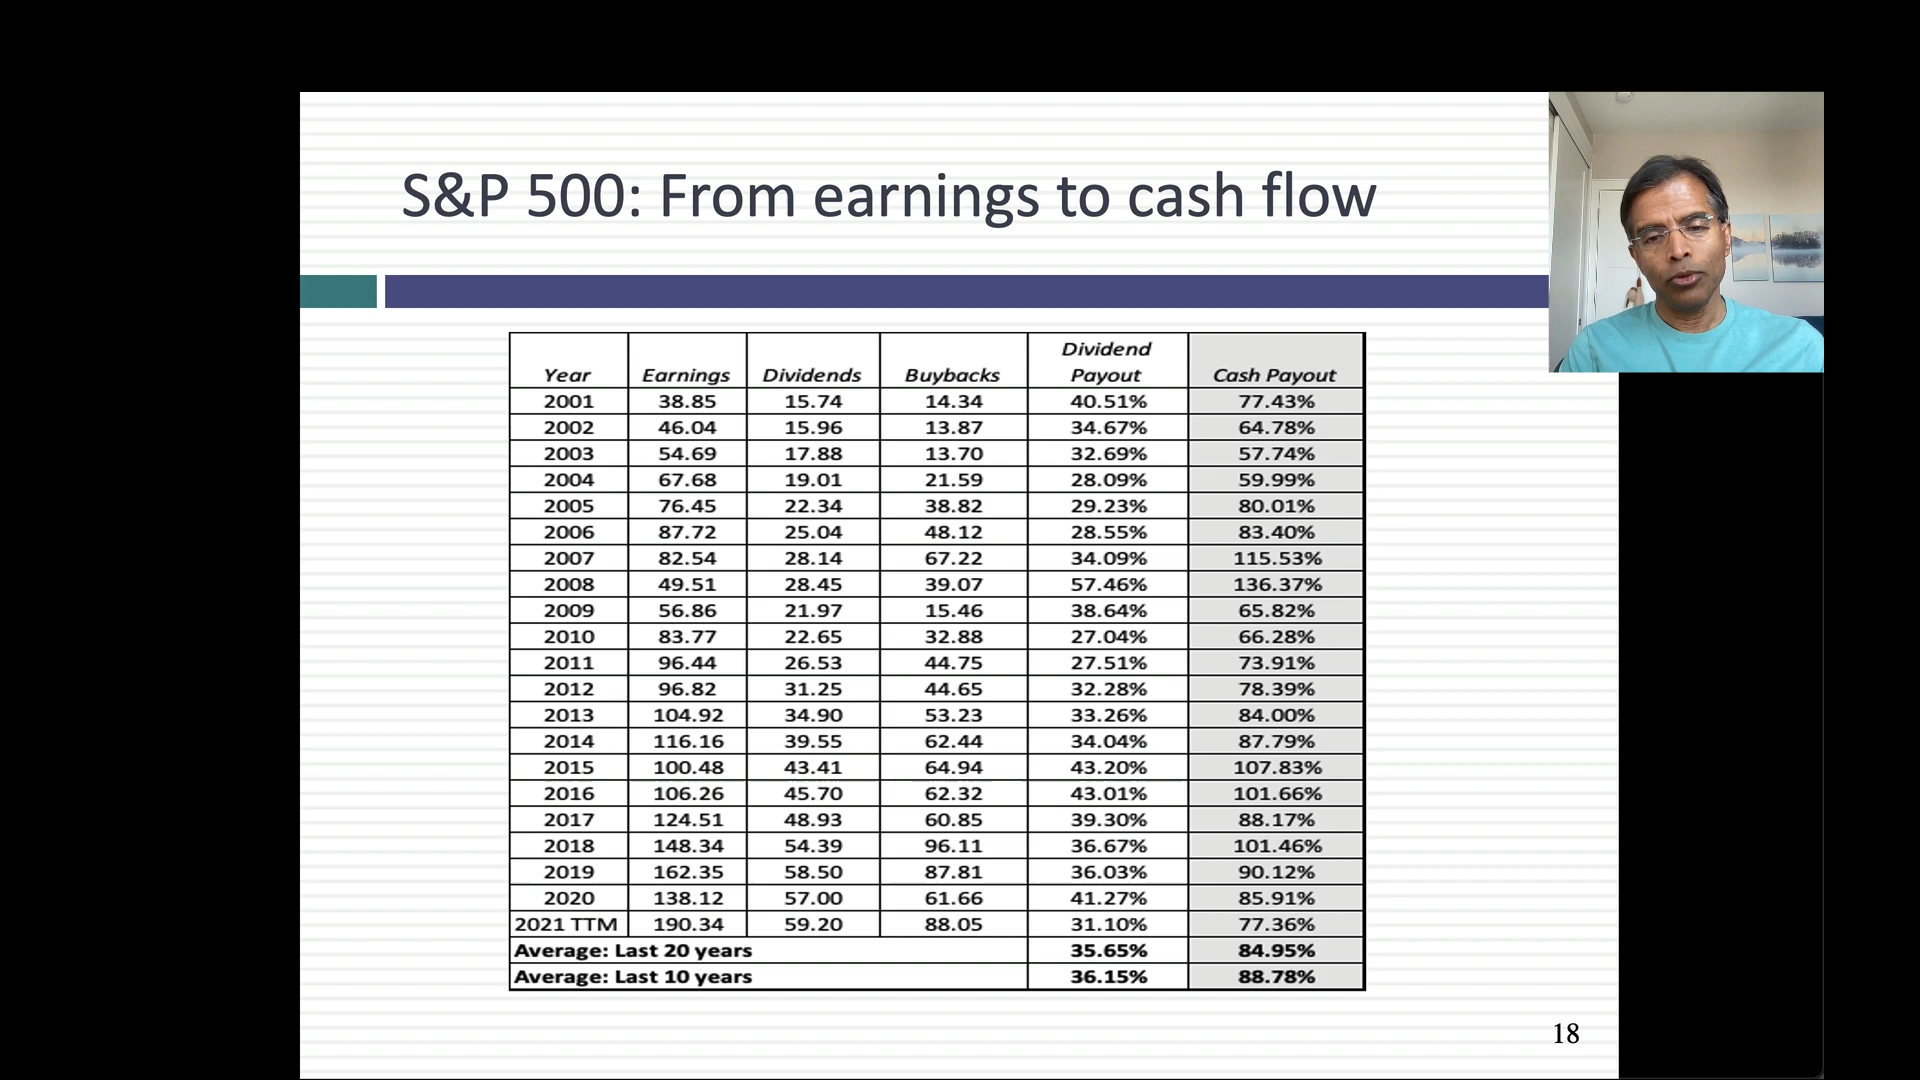 S&P 500: From earnings to cash flow
Year Earnings Dividends Buybacks Dividend Payout Cash Payout
2001 38.85 15.74 14.34 40.51% 77.43%
2002 46.04 15.96 13.87 34.67% 64.78%
2003 54.69 17.88 13.70 32.69% 57.74%
2004 67.68 19.01 21.59 28.09% 59.99%
2005 76.45 22.34 38.82 29.23% 80.01%
2006 87.72 25.04 48.12 28.55% 83.40%
2007 82.54 28.14 67.22 34.09% 115.53%
2008 49.51 28.45 39.07 57.46% 136.37%
2009 56.86 21.97 15.46 38.64% 65.82%
2010 83.77 22.65 32.88 27.04% 66.28%
2011 96.44 26.53 44.75 27.51% 73.91%
2012 96.82 31.25 44.65 32.28% 78.39%
2013 104.92 34.90 53.23 33.26% 84.00%
2014 116.16 39.55 62.44 34.04% 87.79%
2015 100.48 43.41 64.94 43.20% 107.83%
2016 106.26 45.70 62.32 43.01% 101.66%
2017 124.51 48.93 60.85 39.30% 88.17%
2018 148.34 54.39 96.11 36.67% 101.46%
2019 162.35 58.50 87.81 36.03% 90.12%
2020 138.12 57.00 61.66 41.27% 85.91%
2021 TTM 190.34 59.20 88.05 31.10% 77.36%
Average: Last 20 years 35.65% 84.95%
Average: Last 10 years 36.15% 88.78%
18